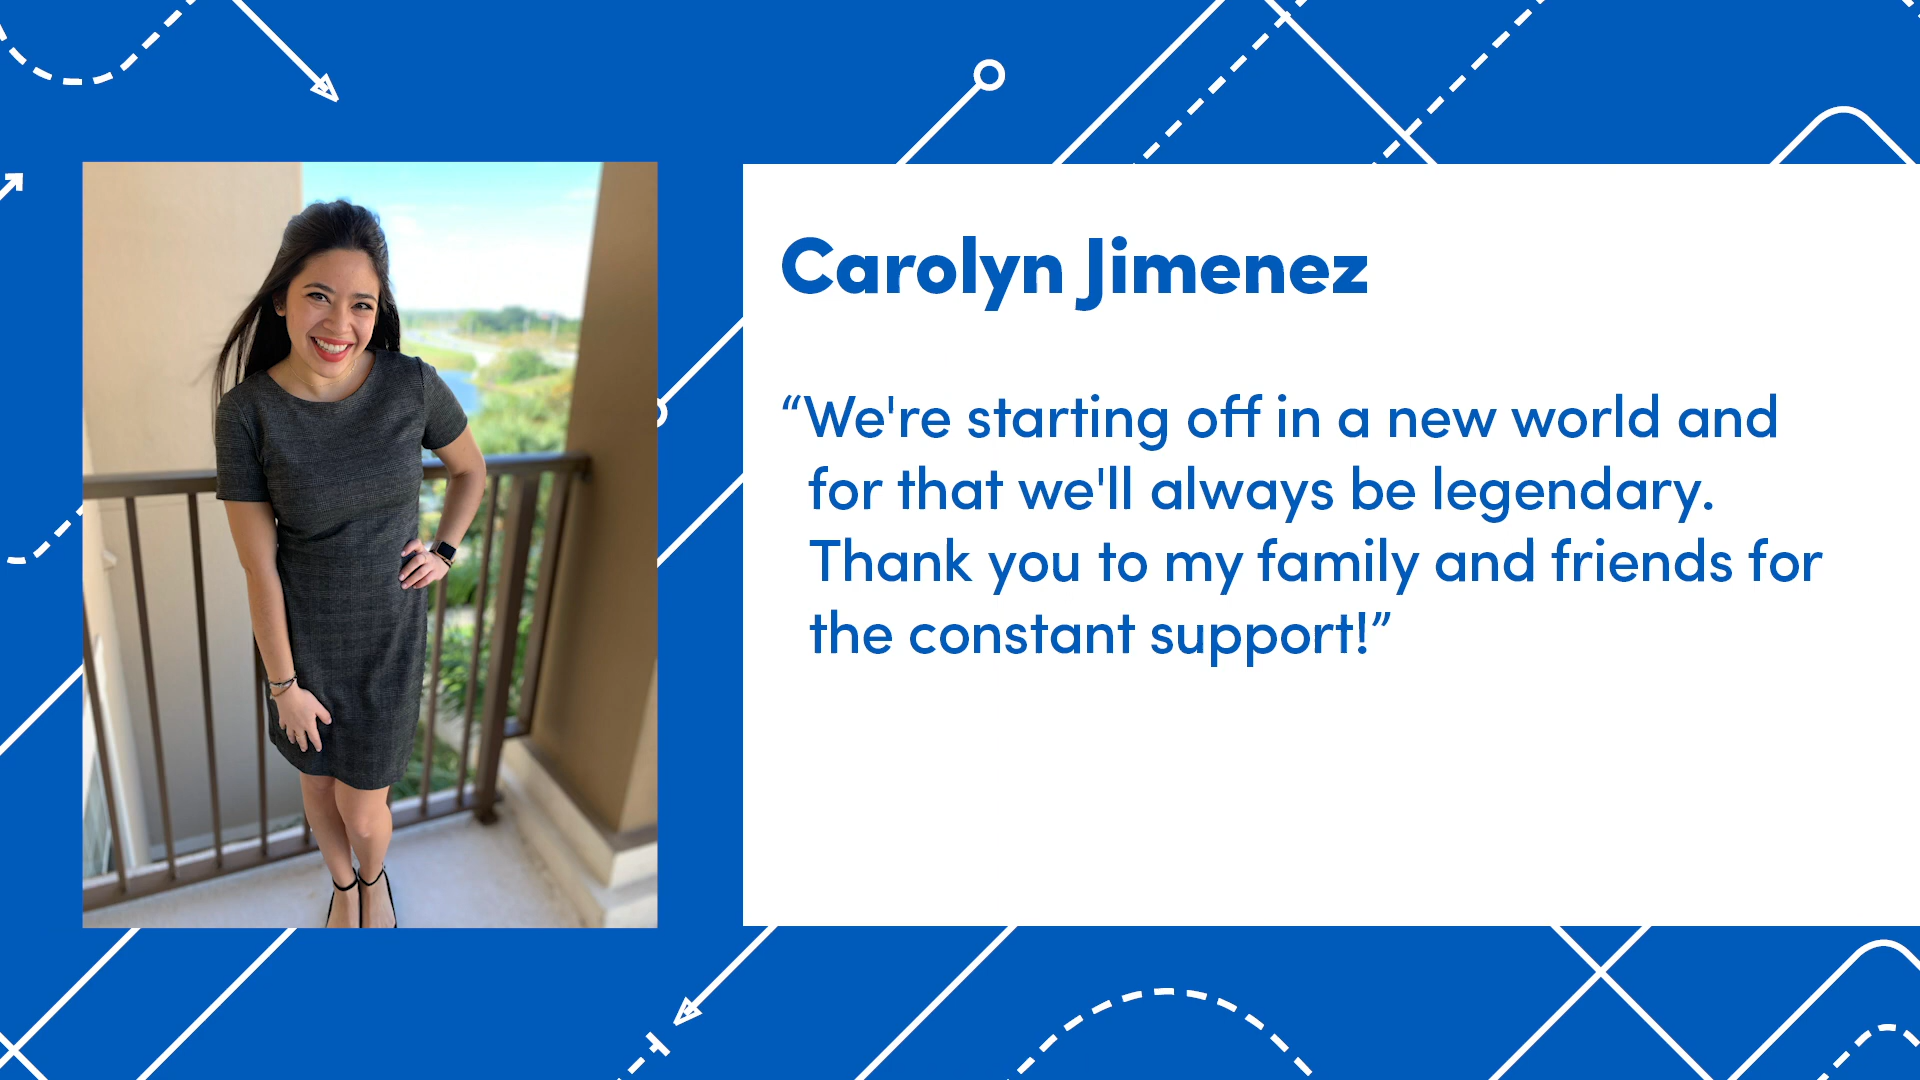 Carolyn Jimenez
“We're starting off in a new world and
for that we'll always be legendary.
Thank you to my family and friends for
the constant support!”